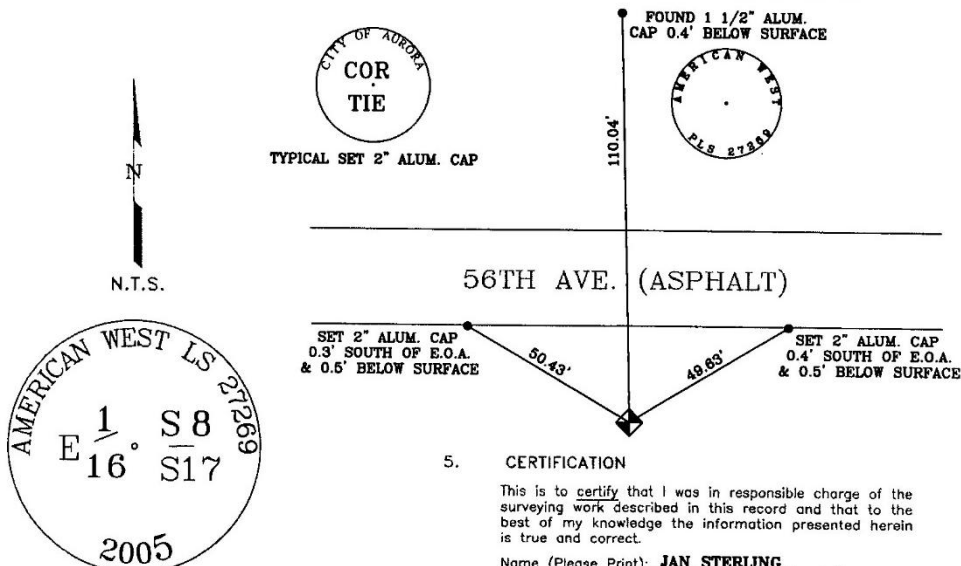 FOUND 1 1/2" ALUM.
CAP 0.4' BELOW SURFACE
CITY OF AURORA
COR
TIE
TYPICAL SET 2" ALUM. CAP
AMERICAN WEST
PLS 27269
110.04'
N
N.T.S.
56TH AVE. (ASPHALT)
SET 2" ALUM. CAP
0.3' SOUTH OF E.O.A.
& 0.5' BELOW SURFACE
50.43'
49.63'
SET 2" ALUM. CAP
0.4' SOUTH OF E.O.A.
& 0.5' BELOW SURFACE
AMERICAN WEST LS 27269
E 1/16 S 8
S17
2005
5. CERTIFICATION
This is to certify that I was in responsible charge of the
surveying work described in this record and that to the
best of my knowledge the information presented herein
is true and correct.
Name (Please Print): JAN STERLING